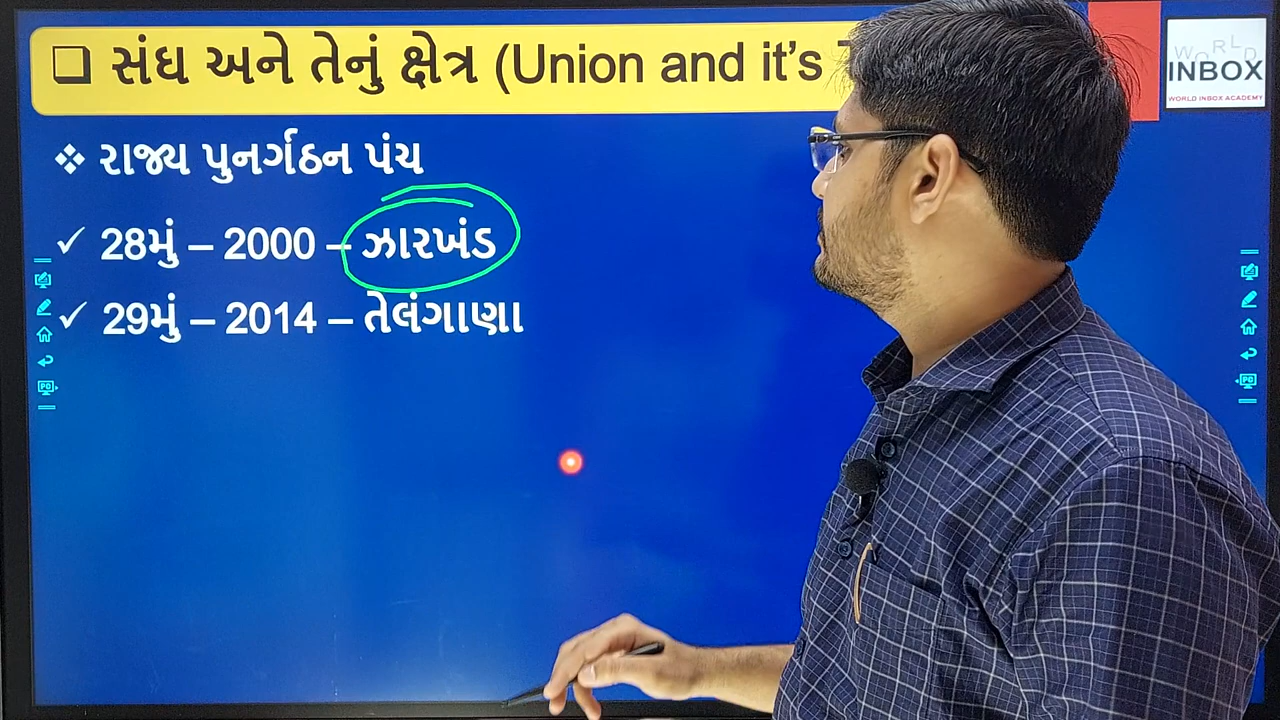 ❑ સંઘ અને તેનું ક્ષેત્ર (Union and it's
WORLD
INBOX
WORLD INBOX ACADEMY
❖ રાજ્ય પુનર્ગઠન પંચ
✓ 28મું – 2000 – ઝારખંડ
✓ 29મું – 2014 – તેલંગાણા